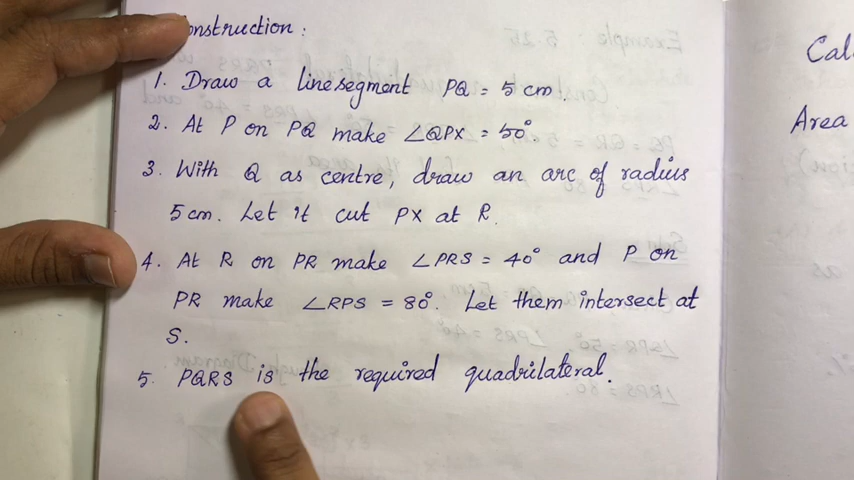 onstruction :
1. Draw a line segment PQ = 5 cm.
2. At P on PQ make ∠QPX = 50°
3. With Q as centre, draw an arc of radius
5 cm. Let it cut PX at R.
4. At R on PR make ∠PRS = 40° and P on
PR make ∠RPS = 80°. Let them intersect at
S.
5. PQRS is the required quadrilateral.
Cal
Area